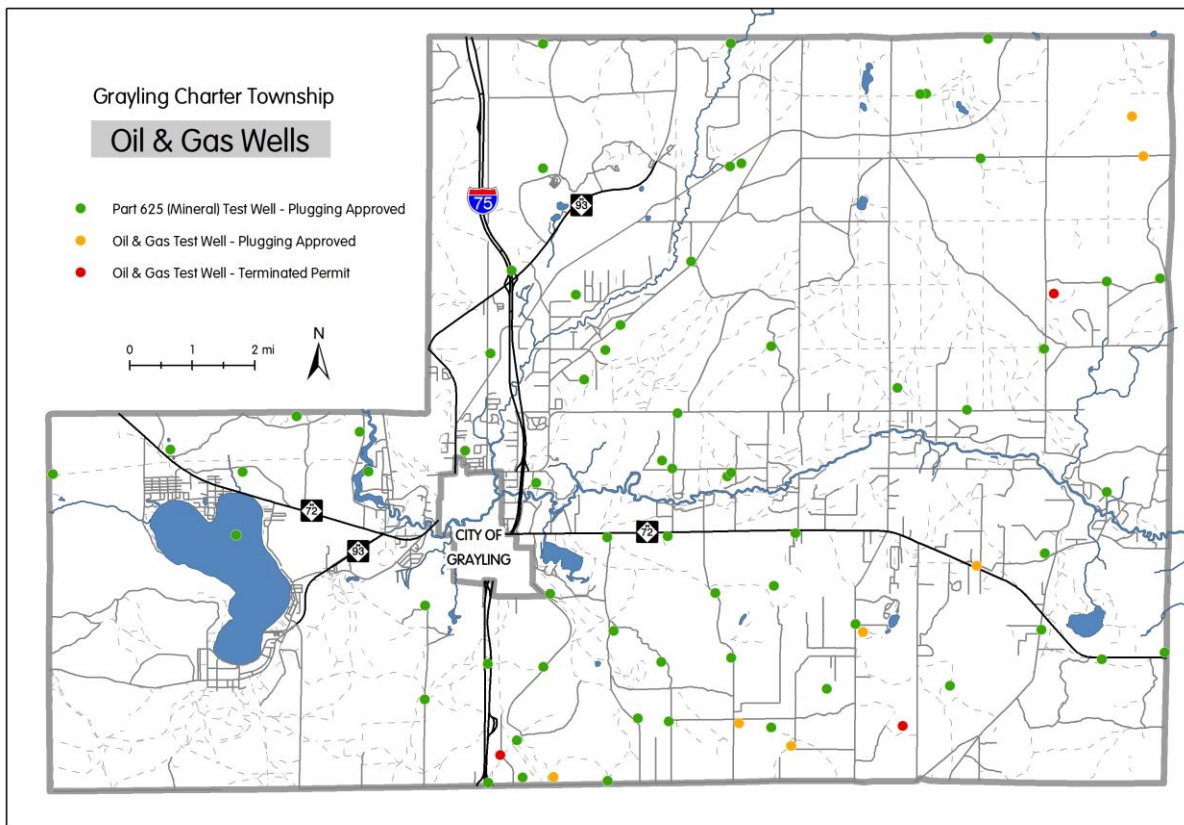 Grayling Charter Township
Oil & Gas Wells
Part 625 (Mineral) Test Well - Plugging Approved
Oil & Gas Test Well - Plugging Approved
Oil & Gas Test Well - Terminated Permit
0 1 2 mi
N
75
93
72
93
CITY OF
GRAYLING
72